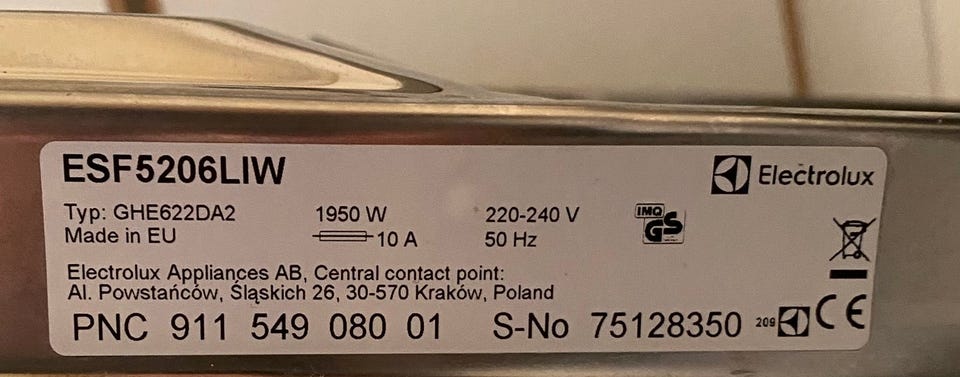 ESF5206LIW
Electrolux
Typ: GHE622DA2 1950 W 220-240 V
Made in EU 10 A 50 Hz
IMQ
GS
Electrolux Appliances AB, Central contact point:
Al. Powstańców, Śląskich 26, 30-570 Kraków, Poland
PNC 911 549 080 01 S-No 75128350 209 CE